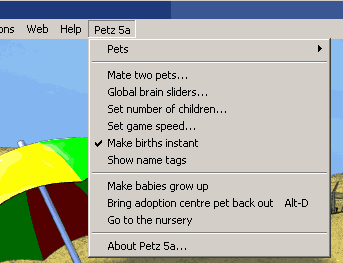 ons Web Help Petz 5a
Pets
Mate two pets...
Global brain sliders...
Set number of children...
Set game speed...
Make births instant
Show name tags
Make babies grow up
Bring adoption centre pet back out Alt-D
Go to the nursery
About Petz 5a...